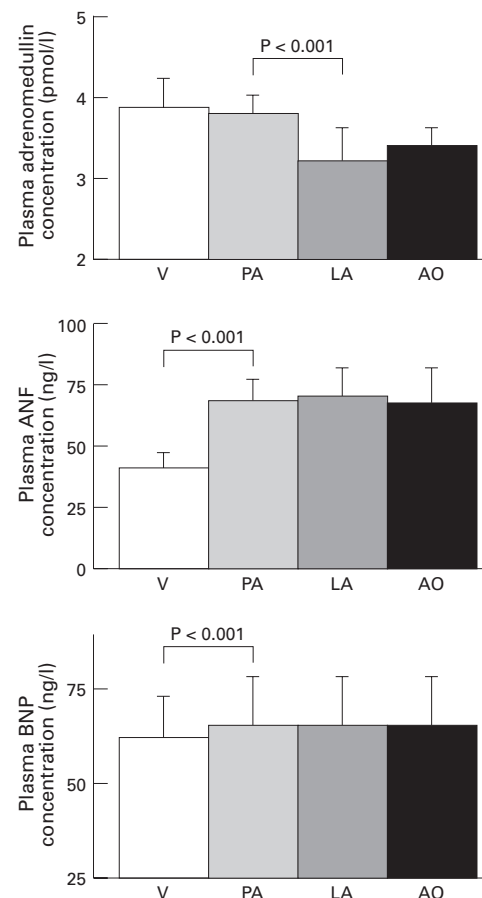 Plasma adrenomedullin
concentration (pmol/l)
5
4
3
2
P < 0.001
V PA LA AO
Plasma ANF
concentration (ng/l)
100
75
50
25
0
P < 0.001
V PA LA AO
Plasma BNP
concentration (ng/l)
75
50
25
P < 0.001
V PA LA AO